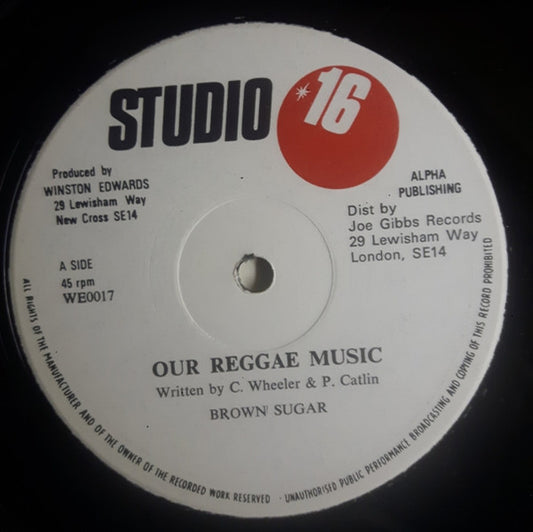 STUDIO *16
Produced by
WINSTON EDWARDS
29 Lewisham Way
New Cross SE14
ALPHA
PUBLISHING
Dist by
Joe Gibbs Records
29 Lewisham Way
London, SE14
A SIDE
45 rpm
WE0017
OUR REGGAE MUSIC
Written by C. Wheeler & P. Catlin
BROWN SUGAR
ALL RIGHTS OF THE MANUFACTURER AND OF THE OWNER OF THE RECORDED WORK RESERVED · UNAUTHORISED PUBLIC PERFORMANCE BROADCASTING AND COPYING OF THIS RECORD PROHIBITED